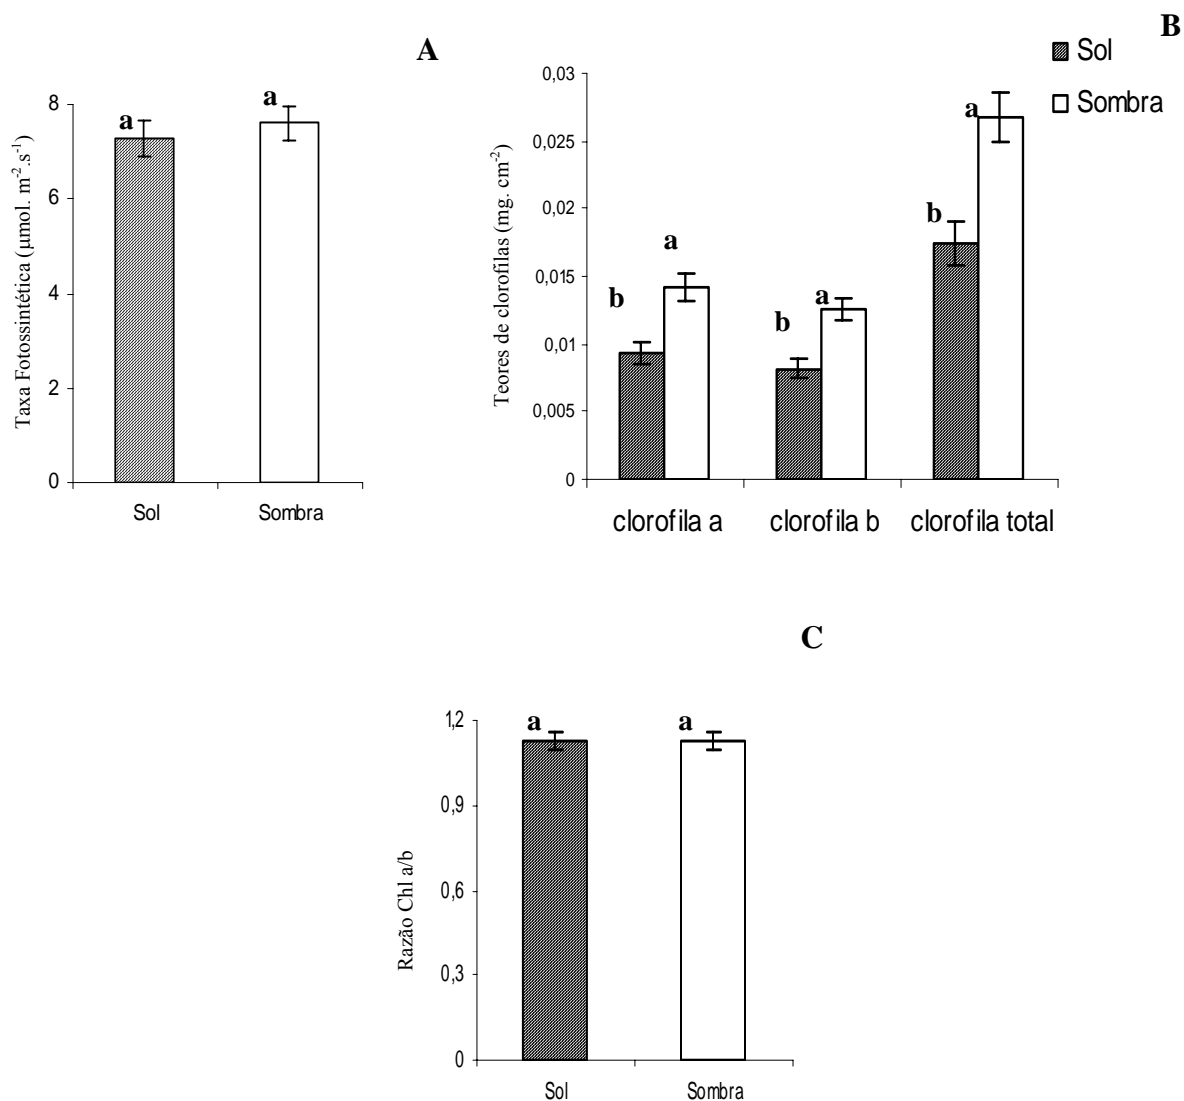 A
Taxa Fotossintética (µmol. m⁻².s⁻¹)
8
6
4
2
0
a
a
Sol
Sombra
B
Sol
Sombra
Teores de clorofilas (mg. cm⁻²)
0,03
0,025
0,02
0,015
0,01
0,005
0
b
a
b
a
b
a
clorofila a
clorofila b
clorofila total
C
Razão Chl a/b
1,2
0,9
0,6
0,3
0
a
a
Sol
Sombra